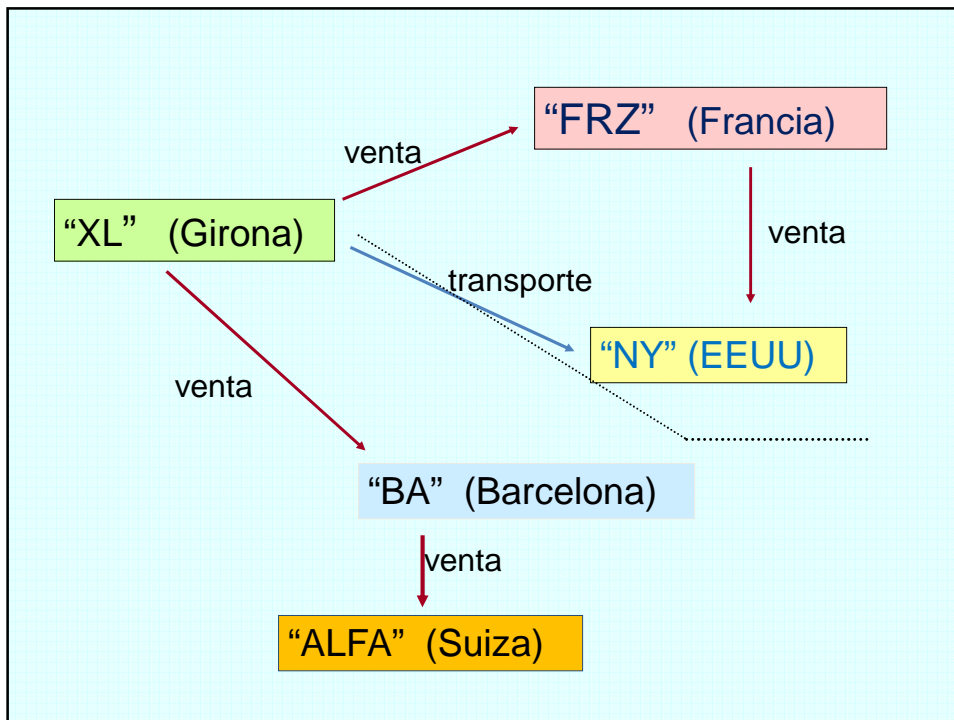 “FRZ” (Francia)
venta
“XL” (Girona)
venta
transporte
“NY” (EEUU)
venta
“BA” (Barcelona)
venta
“ALFA” (Suiza)